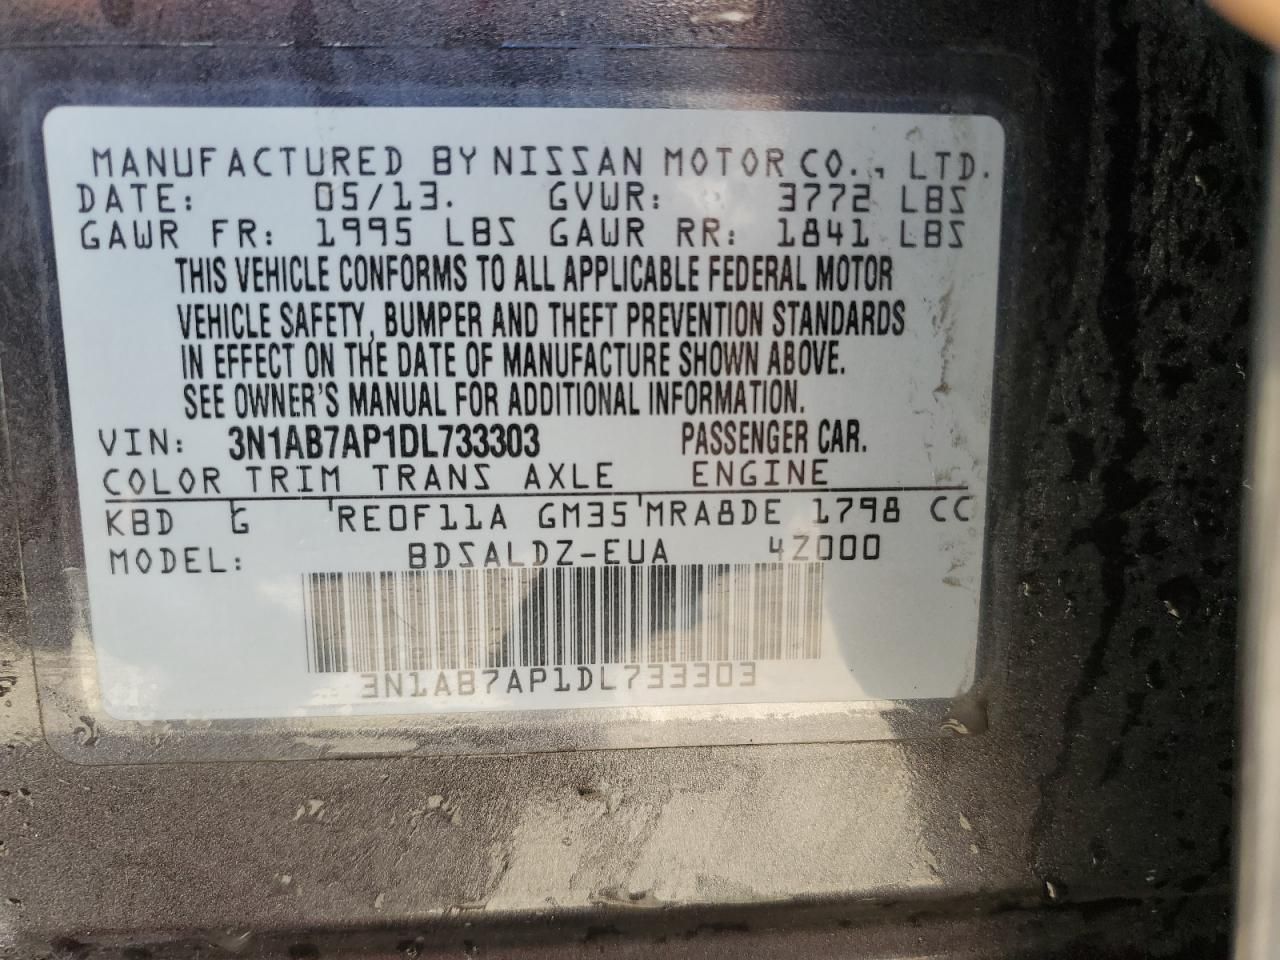 MANUFACTURED BY NISSAN MOTOR CO., LTD.
DATE: 05/13. GVWR: 3772 LBS
GAWR FR: 1995 LBS GAWR RR: 1841 LBS
THIS VEHICLE CONFORMS TO ALL APPLICABLE FEDERAL MOTOR
VEHICLE SAFETY, BUMPER AND THEFT PREVENTION STANDARDS
IN EFFECT ON THE DATE OF MANUFACTURE SHOWN ABOVE.
SEE OWNER'S MANUAL FOR ADDITIONAL INFORMATION.
VIN: 3N1AB7AP1DL733303 PASSENGER CAR.
COLOR TRIM TRANS AXLE ENGINE
KBD G RE0F11A GM35 MRA8DE 1798 CC
MODEL: BDSALDZ-EUA 4Z000
3N1AB7AP1DL733303